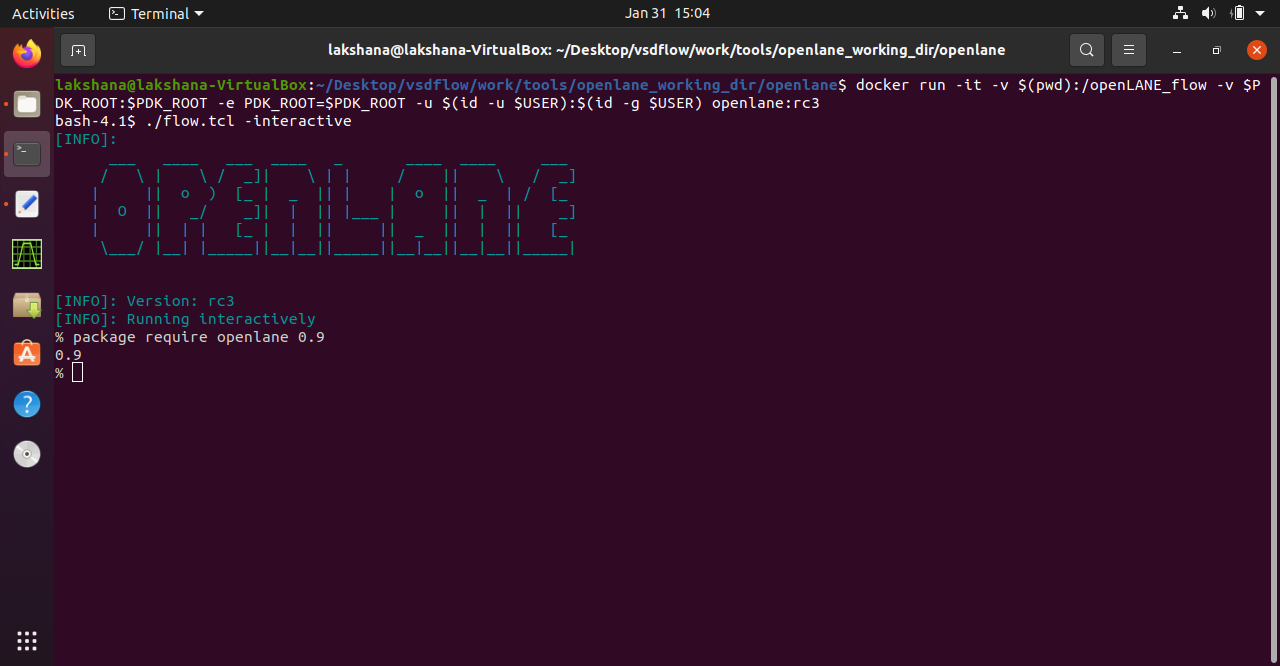 Activities
Terminal
Jan 31 15:04
lakshana@lakshana-VirtualBox: ~/Desktop/vsdflow/work/tools/openlane_working_dir/openlane
lakshana@lakshana-VirtualBox:~/Desktop/vsdflow/work/tools/openlane_working_dir/openlane$ docker run -it -v $(pwd):/openLANE_flow -v $P
DK_ROOT:$PDK_ROOT -e PDK_ROOT=$PDK_ROOT -u $(id -u $USER):$(id -g $USER) openlane:rc3
bash-4.1$ ./flow.tcl -interactive
[INFO]:
OPENLANE
[INFO]: Version: rc3
[INFO]: Running interactively
% package require openlane 0.9
0.9
%